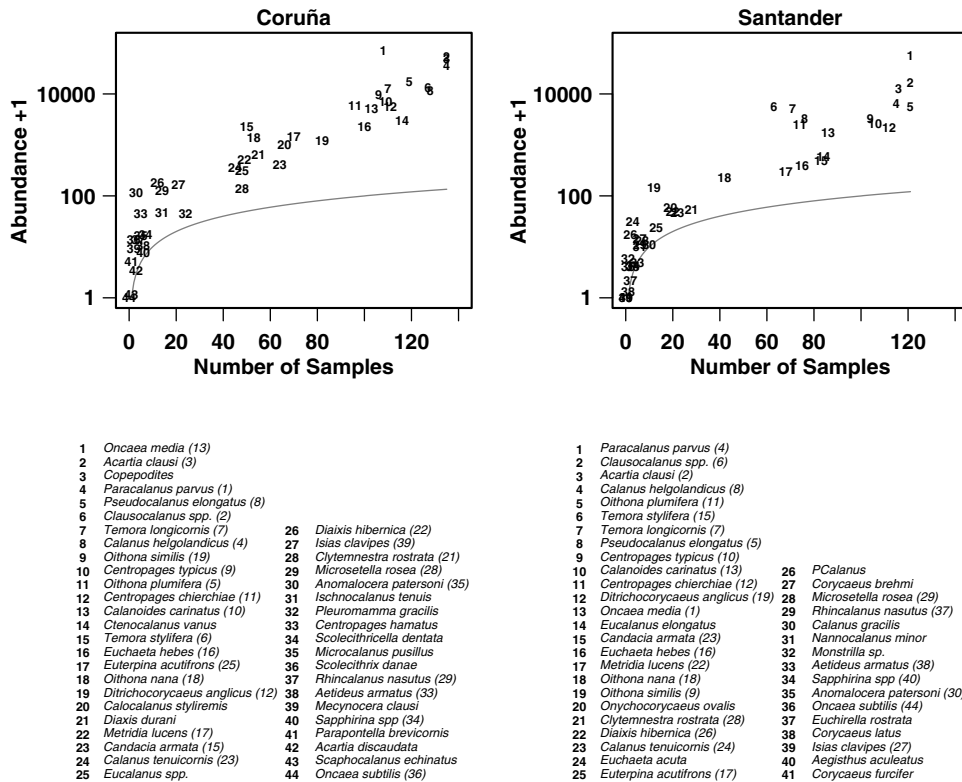 Coruña
Santander
Abundance +1
10000
100
1
0 20 40 60 80 100 120
Number of Samples
Abundance +1
10000
100
1
0 20 40 60 80 100 120
Number of Samples
1 Oncaea media (13)
2 Acartia clausi (3)
3 Copepodites
4 Paracalanus parvus (1)
5 Pseudocalanus elongatus (8)
6 Clausocalanus spp. (2)
7 Temora longicornis (7)
8 Calanus helgolandicus (4)
9 Oithona similis (19)
10 Centropages typicus (9)
11 Oithona plumifera (5)
12 Centropages chierchiae (11)
13 Calanoides carinatus (10)
14 Ctenocalanus vanus
15 Temora stylifera (6)
16 Euchaeta hebes (16)
17 Euterpina acutifrons (25)
18 Oithona nana (18)
19 Ditrichocorycaeus anglicus (12)
20 Calocalanus styliremis
21 Diaxis durani
22 Metridia lucens (17)
23 Candacia armata (15)
24 Calanus tenuicornis (23)
25 Eucalanus spp.
26 Diaixis hibernica (22)
27 Isias clavipes (39)
28 Clytemnestra rostrata (21)
29 Microsetella rosea (28)
30 Anomalocera patersoni (35)
31 Ischnocalanus tenuis
32 Pleuromamma gracilis
33 Centropages hamatus
34 Scolecithricella dentata
35 Microcalanus pusillus
36 Scolecithrix danae
37 Rhincalanus nasutus (29)
38 Aetideus armatus (33)
39 Mecynocera clausi
40 Sapphirina spp (34)
41 Parapontella brevicornis
42 Acartia discaudata
43 Scaphocalanus echinatus
44 Oncaea subtilis (36)
1 Paracalanus parvus (4)
2 Clausocalanus spp. (6)
3 Acartia clausi (2)
4 Calanus helgolandicus (8)
5 Oithona plumifera (11)
6 Temora stylifera (15)
7 Temora longicornis (7)
8 Pseudocalanus elongatus (5)
9 Centropages typicus (10)
10 Calanoides carinatus (13)
11 Centropages chierchiae (12)
12 Ditrichocorycaeus anglicus (19)
13 Oncaea media (1)
14 Eucalanus elongatus
15 Candacia armata (23)
16 Euchaeta hebes (16)
17 Metridia lucens (22)
18 Oithona nana (18)
19 Oithona similis (9)
20 Onychocorycaeus ovalis
21 Clytemnestra rostrata (28)
22 Diaixis hibernica (26)
23 Calanus tenuicornis (24)
24 Euchaeta acuta
25 Euterpina acutifrons (17)
26 PCalanus
27 Corycaeus brehmi
28 Microsetella rosea (29)
29 Rhincalanus nasutus (37)
30 Calanus gracilis
31 Nannocalanus minor
32 Monstrilla sp.
33 Aetideus armatus (38)
34 Sapphirina spp (40)
35 Anomalocera patersoni (30)
36 Oncaea subtilis (44)
37 Euchirella rostrata
38 Corycaeus latus
39 Isias clavipes (27)
40 Aegisthus aculeatus
41 Corycaeus furcifer